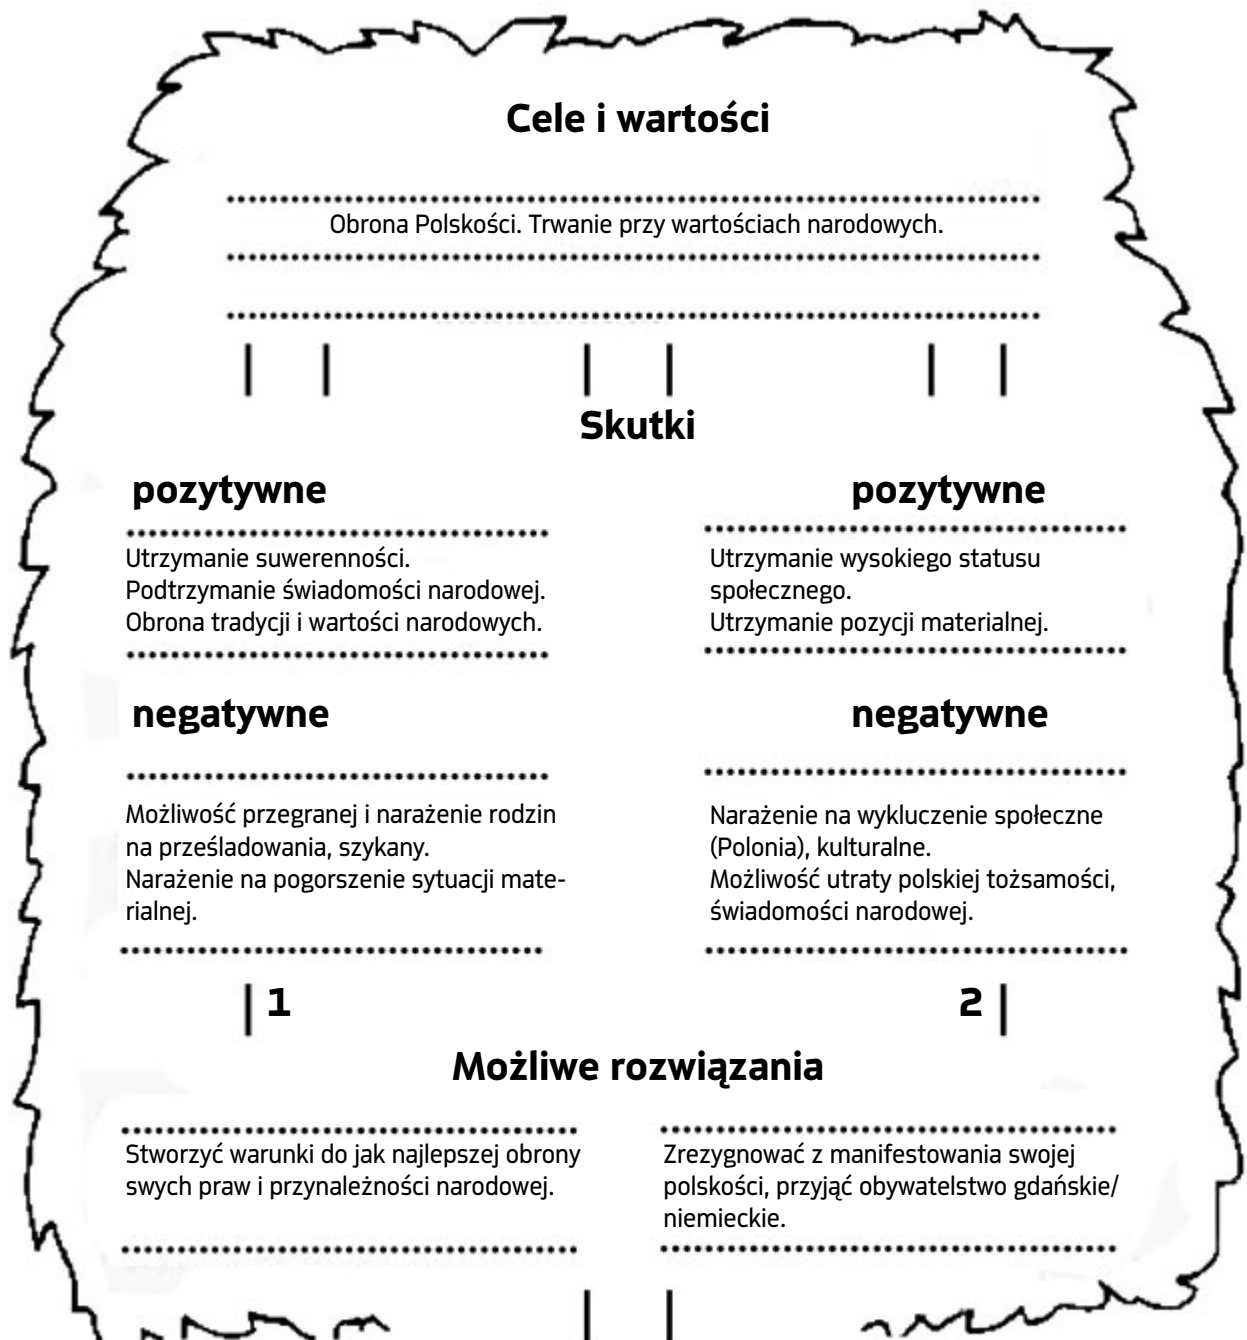 Cele i wartości
Obrona Polskości. Trwanie przy wartościach narodowych.
Skutki
pozytywne
Utrzymanie suwerenności.
Podtrzymanie świadomości narodowej.
Obrona tradycji i wartości narodowych.
pozytywne
Utrzymanie wysokiego statusu
społecznego.
Utrzymanie pozycji materialnej.
negatywne
Możliwość przegranej i narażenie rodzin
na prześladowania, szykany.
Narażenie na pogorszenie sytuacji mate-
rialnej.
negatywne
Narażenie na wykluczenie społeczne
(Polonia), kulturalne.
Możliwość utraty polskiej tożsamości,
świadomości narodowej.
1
2
Możliwe rozwiązania
Stworzyć warunki do jak najlepszej obrony
swych praw i przynależności narodowej.
Zrezygnować z manifestowania swojej
polskości, przyjąć obywatelstwo gdańskie/
niemieckie.